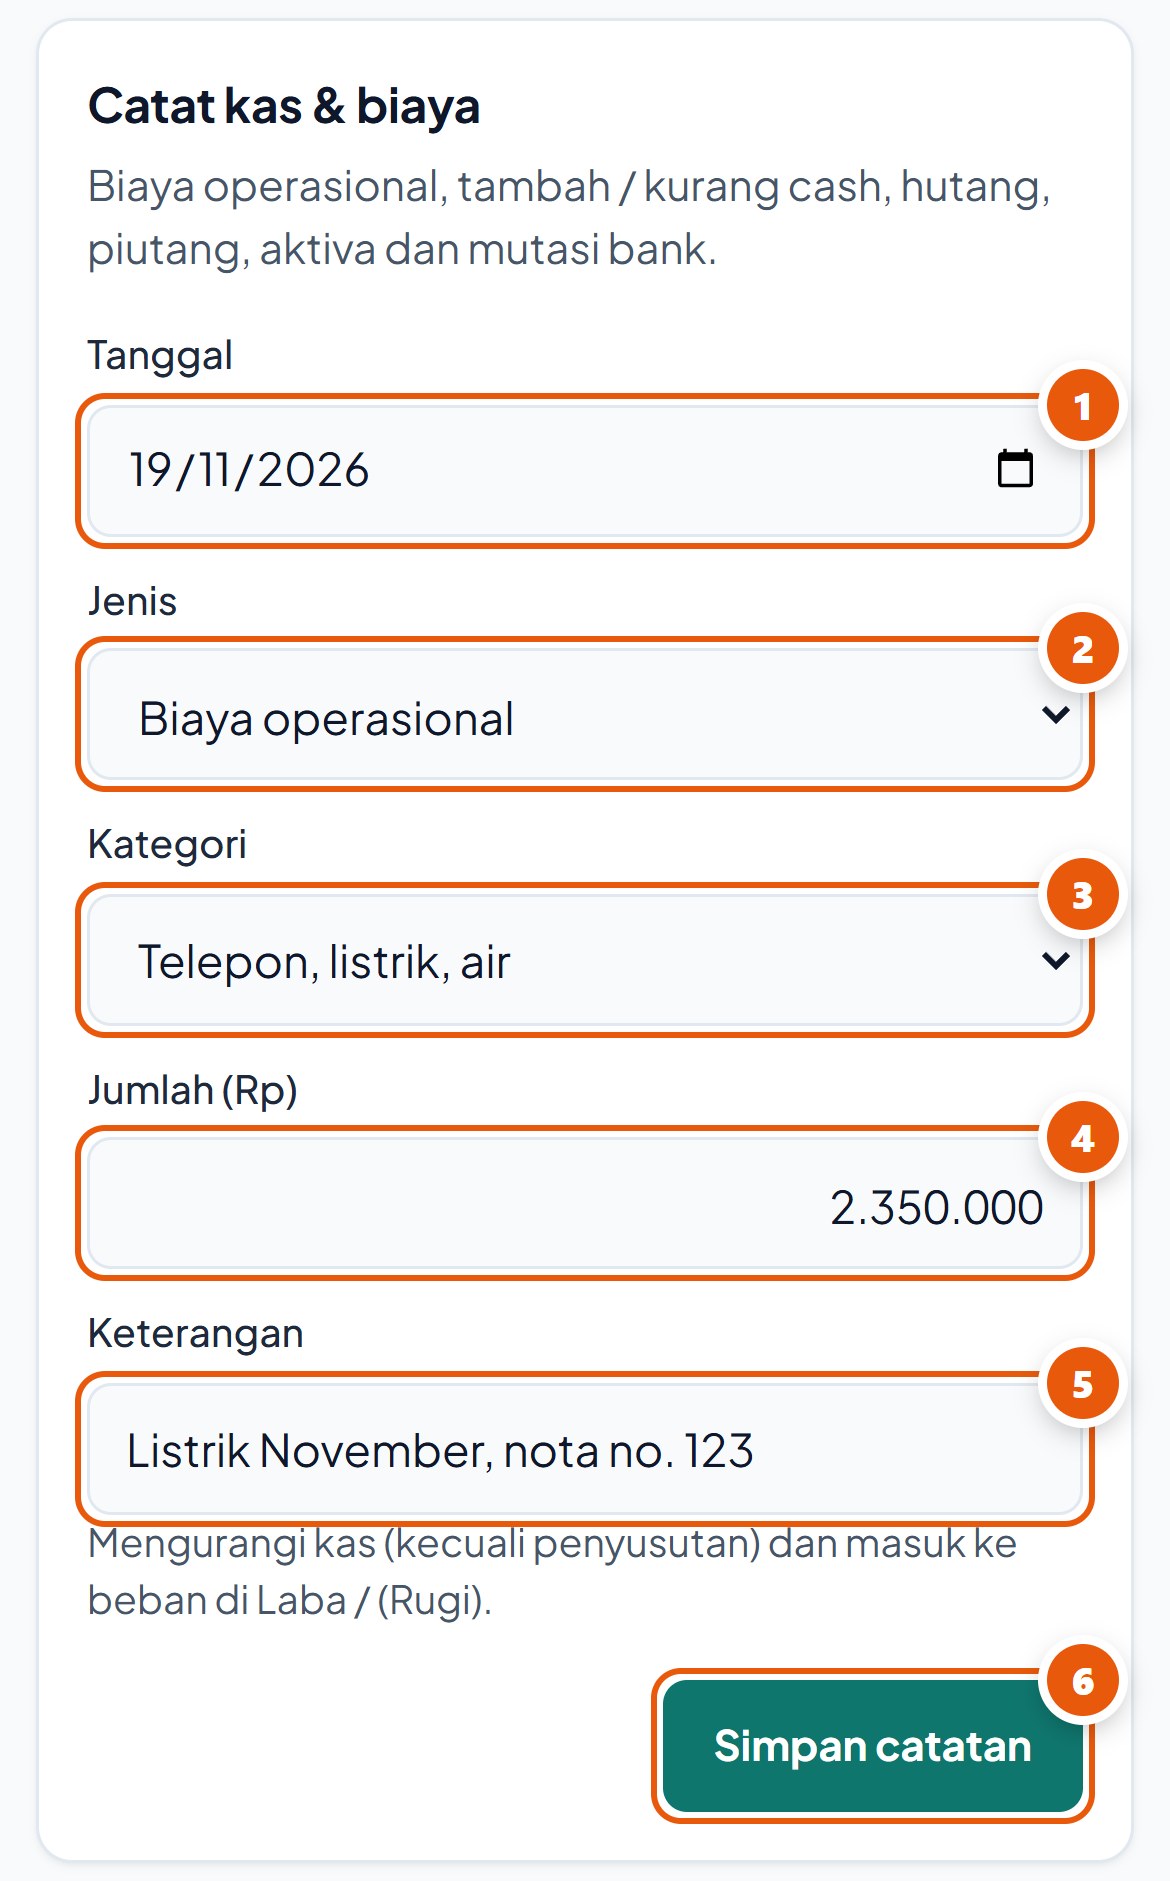 Catat kas & biaya
Biaya operasional, tambah / kurang cash, hutang,
piutang, aktiva dan mutasi bank.
Tanggal
1
19/11/2026
Jenis
2
Biaya operasional
Kategori
3
Telepon, listrik, air
Jumlah (Rp)
4
2.350.000
Keterangan
5
Listrik November, nota no. 123
Mengurangi kas (kecuali penyusutan) dan masuk ke
beban di Laba / (Rugi).
6
Simpan catatan